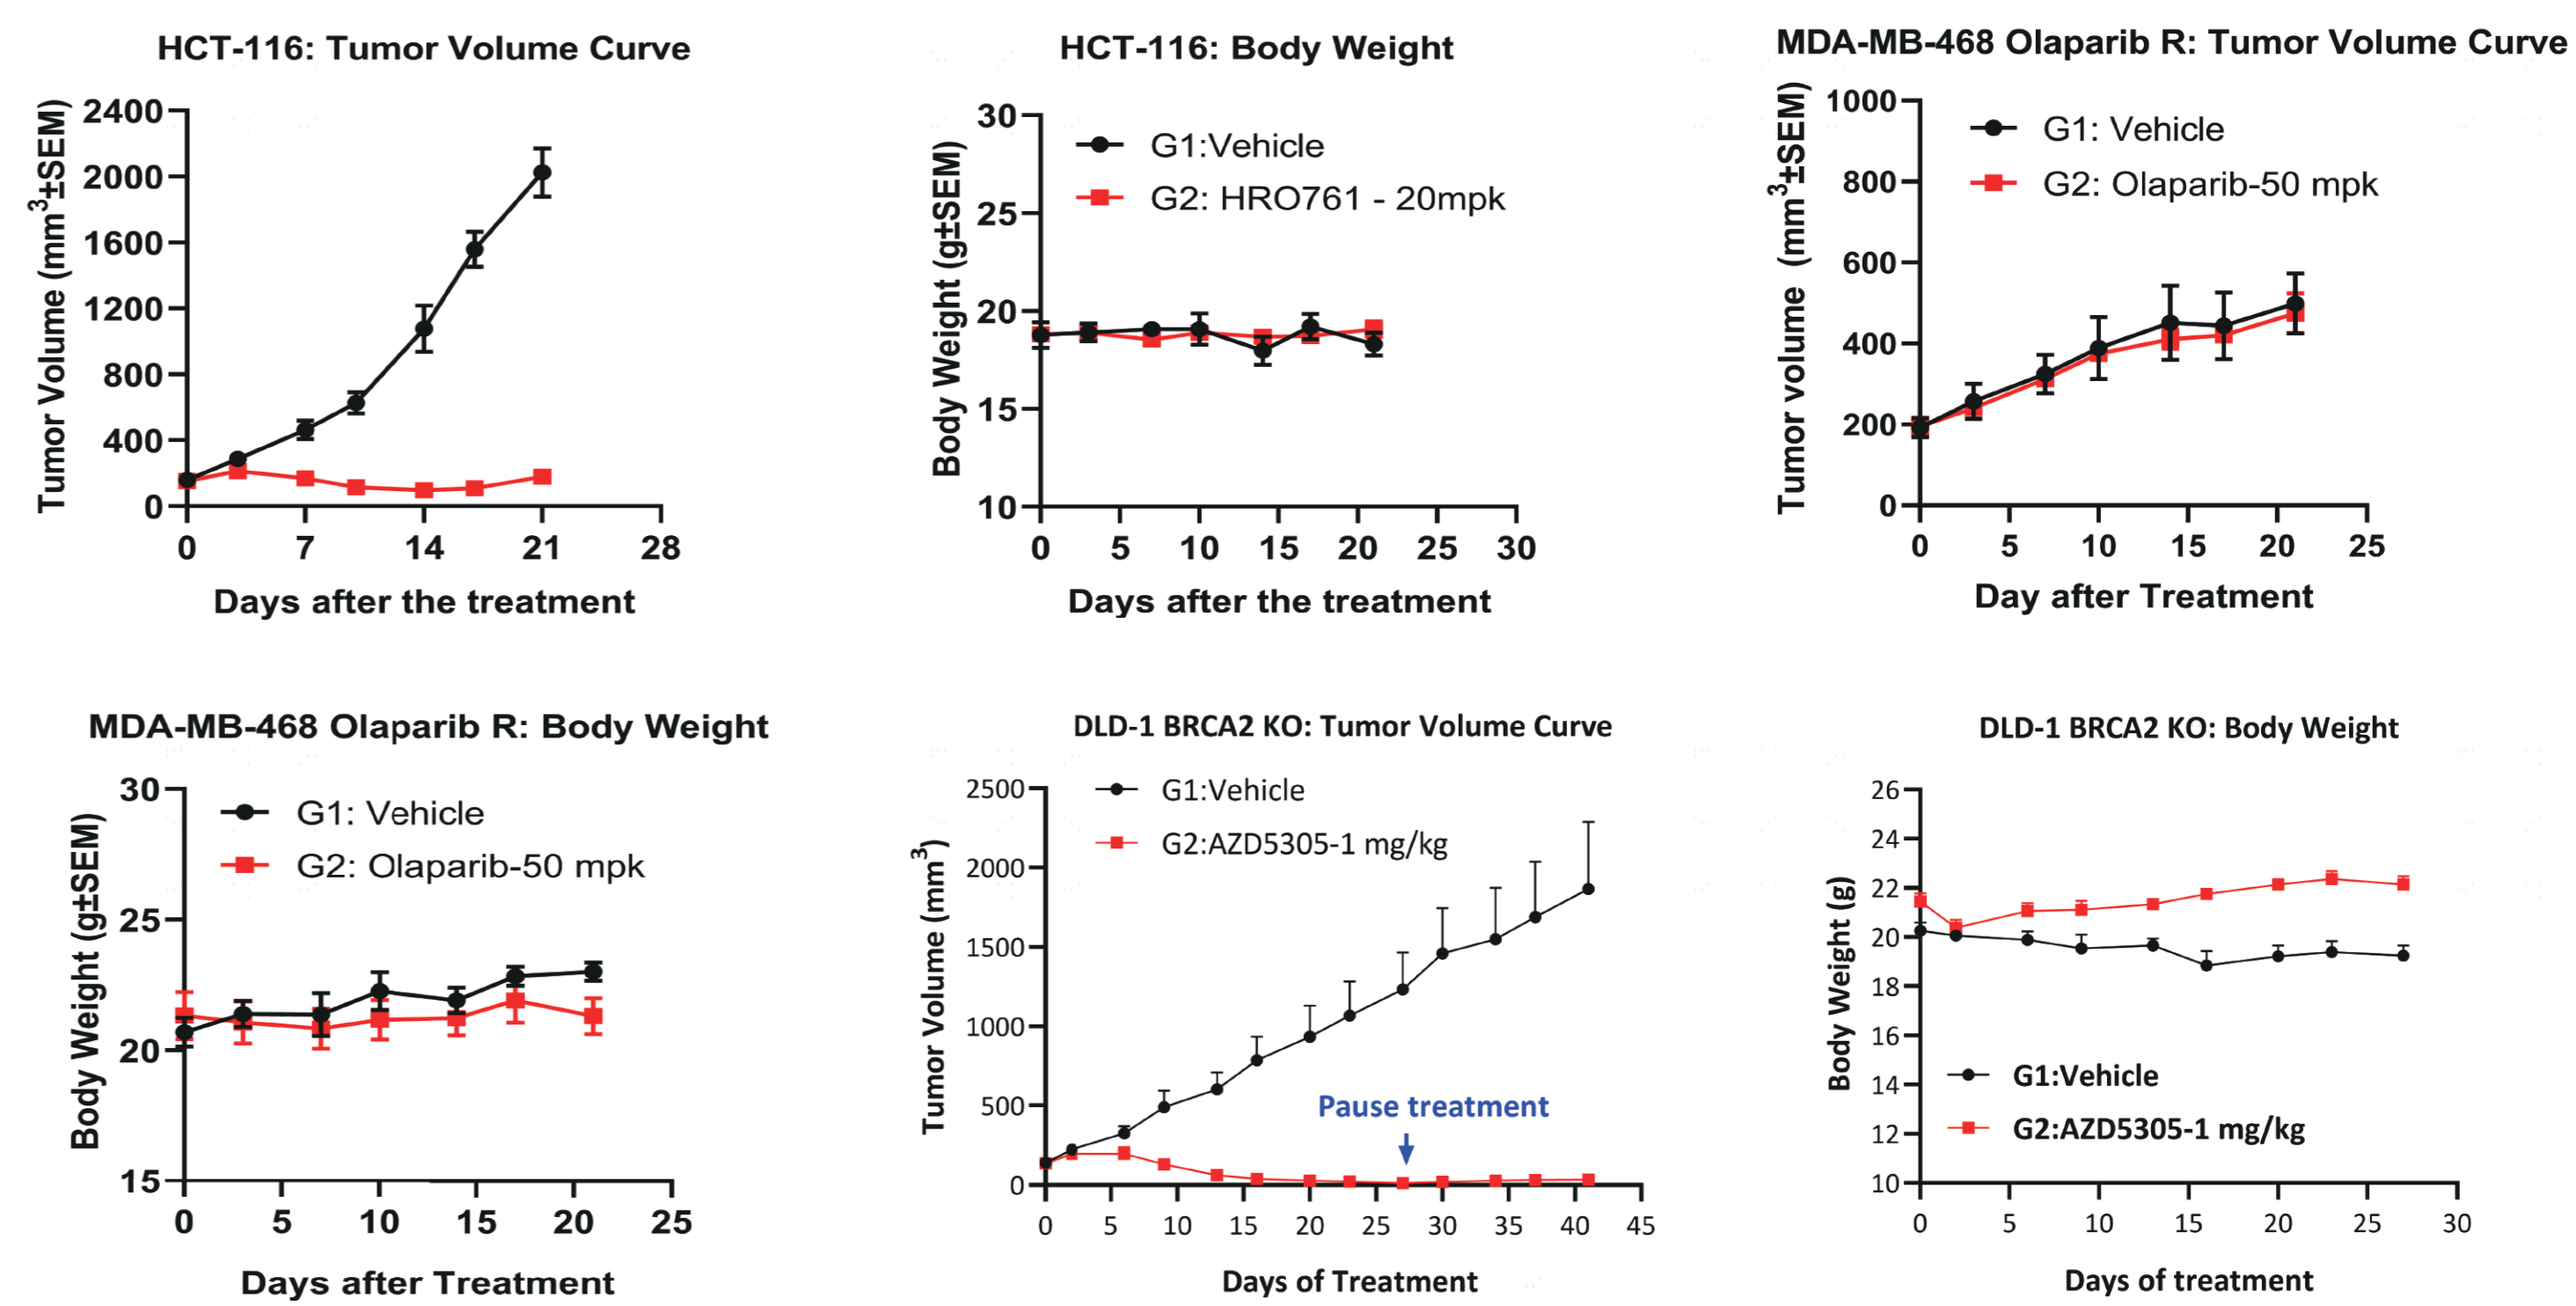 HCT-116: Tumor Volume Curve
Tumor Volume (mm³±SEM)
2400
2000
1600
1200
800
400
0
0 7 14 21 28
Days after the treatment
HCT-116: Body Weight
Body Weight (g±SEM)
30
25
20
15
10
G1:Vehicle
G2: HRO761 - 20mpk
0 5 10 15 20 25 30
Days after the treatment
MDA-MB-468 Olaparib R: Tumor Volume Curve
Tumor volume (mm³±SEM)
1000
800
600
400
200
0
G1: Vehicle
G2: Olaparib-50 mpk
0 5 10 15 20 25
Day after Treatment
MDA-MB-468 Olaparib R: Body Weight
Body Weight (g±SEM)
30
25
20
15
G1: Vehicle
G2: Olaparib-50 mpk
0 5 10 15 20 25
Days after Treatment
DLD-1 BRCA2 KO: Tumor Volume Curve
Tumor Volume (mm³)
2500
2000
1500
1000
500
0
G1:Vehicle
G2:AZD5305-1 mg/kg
Pause treatment
0 5 10 15 20 25 30 35 40 45
Days of Treatment
DLD-1 BRCA2 KO: Body Weight
Body Weight (g)
26
24
22
20
18
16
14
12
10
G1:Vehicle
G2:AZD5305-1 mg/kg
0 5 10 15 20 25 30
Days of treatment